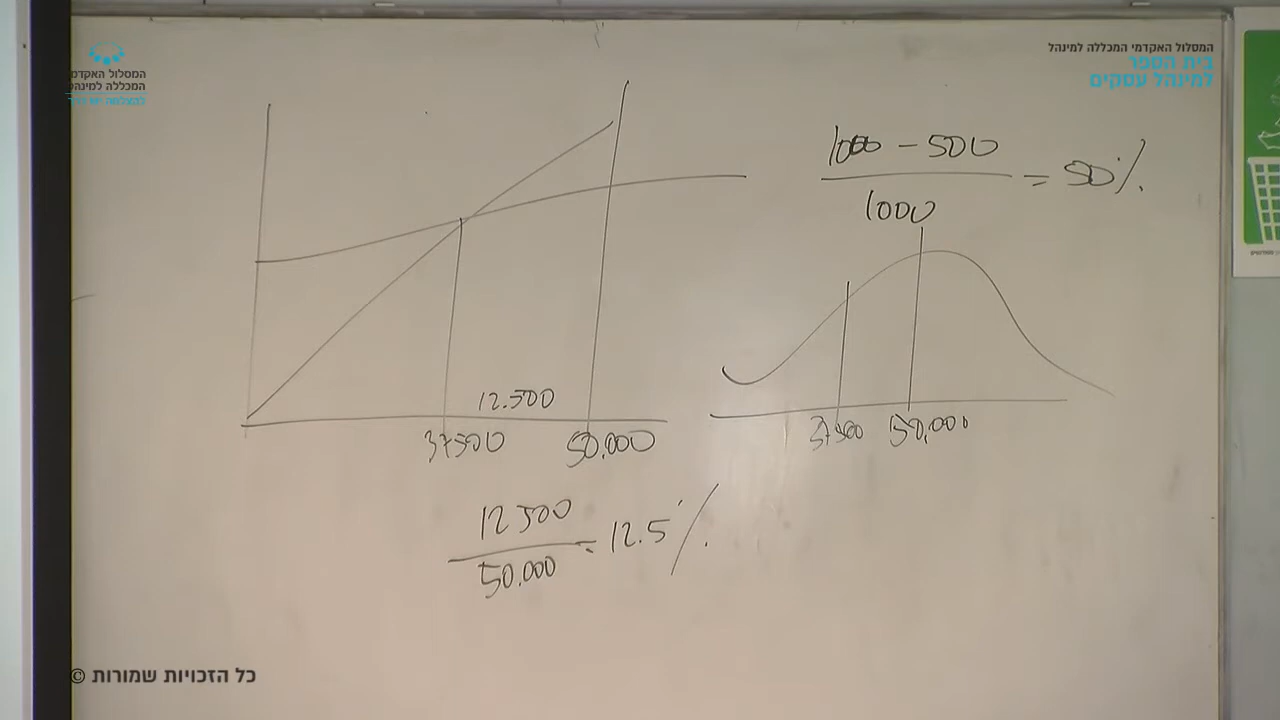 המסלול האקדמי המכללה למינהל
בית הספר
למינהל עסקים
המסלול האקדמי
המכללה למינהל
1000 - 500
1000
= 50%
12.500
37500
50.000
37500
50.000
12500
50.000
= 12.5%
© כל הזכויות שמורות